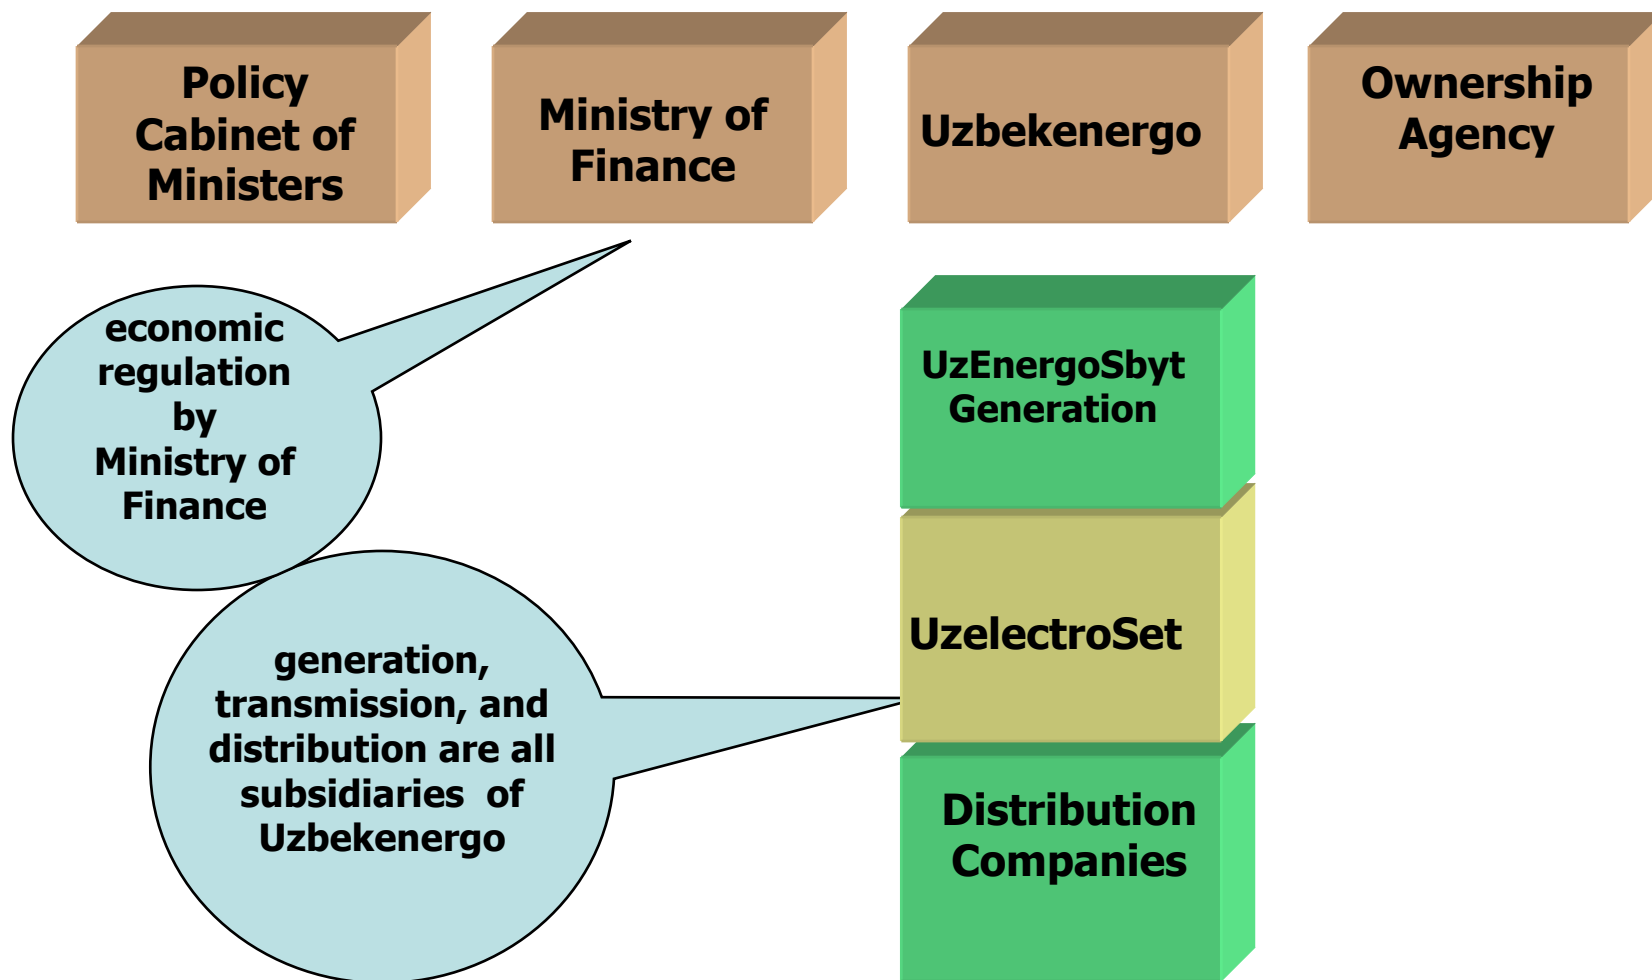 Policy
Cabinet of
Ministers
Ministry of
Finance
Uzbekenergo
Ownership
Agency
economic
regulation
by
Ministry of
Finance
UzEnergoSbyt
Generation
UzelectroSet
generation,
transmission, and
distribution are all
subsidiaries of
Uzbekenergo
Distribution
Companies